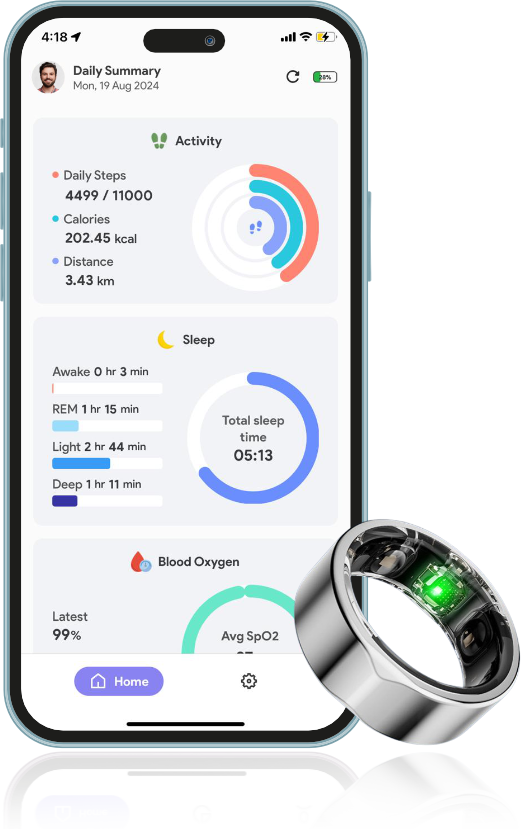 4:18
Daily Summary
Mon, 19 Aug 2024
Activity
Daily Steps
4499 / 11000
Calories
202.45 kcal
Distance
3.43 km
Sleep
Awake 0 hr 3 min
REM 1 hr 15 min
Light 2 hr 44 min
Deep 1 hr 11 min
Total sleep
time
05:13
Blood Oxygen
Latest
99%
Avg SpO2
Home